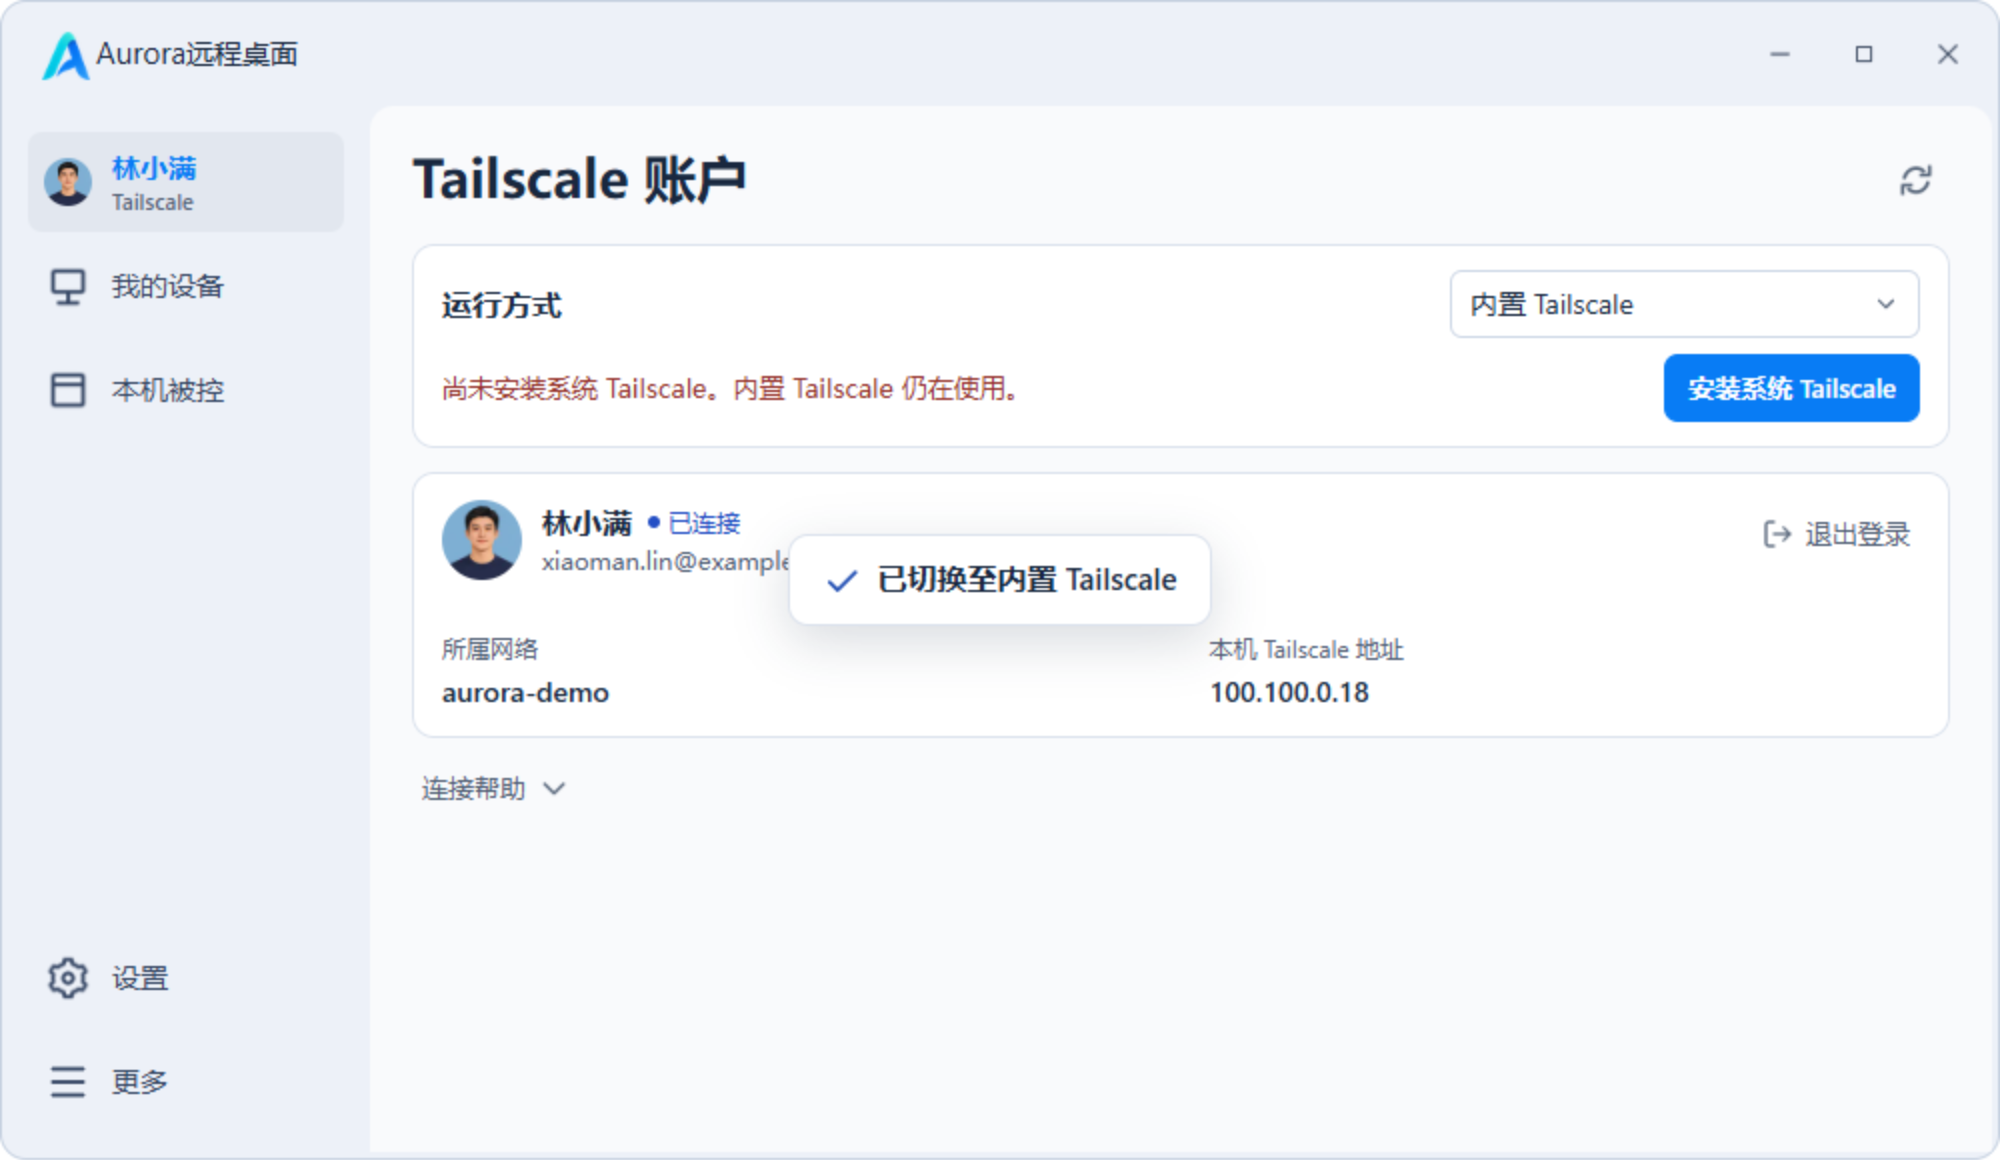 Aurora远程桌面
林小满
Tailscale
我的设备
本机被控
设置
更多
Tailscale 账户
运行方式
内置 Tailscale
尚未安装系统 Tailscale。内置 Tailscale 仍在使用。
安装系统 Tailscale
林小满 已连接
xiaoman.lin@example
退出登录
已切换至内置 Tailscale
所属网络
aurora-demo
本机 Tailscale 地址
100.100.0.18
连接帮助